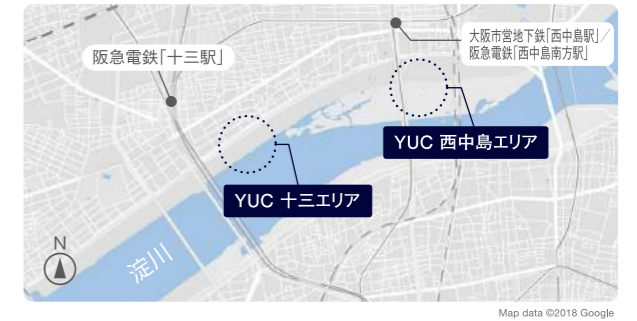 大阪市営地下鉄「西中島駅」／
阪急電鉄「西中島南方駅」
阪急電鉄「十三駅」
YUC 西中島エリア
YUC 十三エリア
N
淀川
Map data ©2018 Google